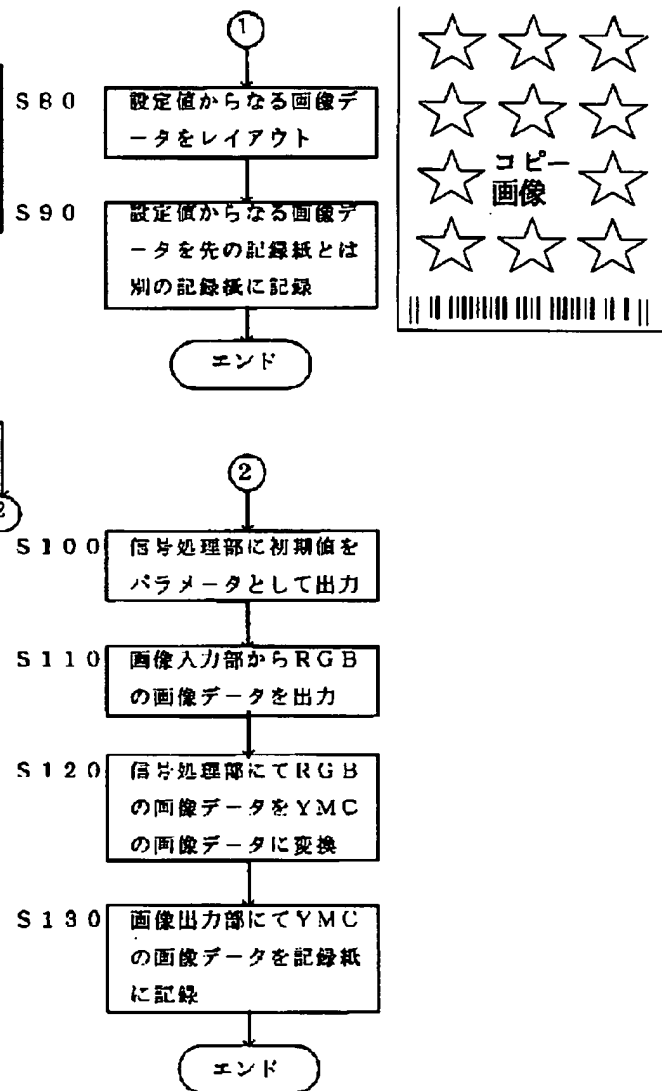 1
S80
設定値からなる画像デ
ータをレイアウト
S90
設定値からなる画像デ
ータを先の記録紙とは
別の記録紙に記録
エンド
コピー
画像
2
2
S100
信号処理部に初期値を
パラメータとして出力
S110
画像入力部からRGB
の画像データを出力
S120
信号処理部にてRGB
の画像データをYMC
の画像データに変換
S130
画像出力部にてYMC
の画像データを記録紙
に記録
エンド